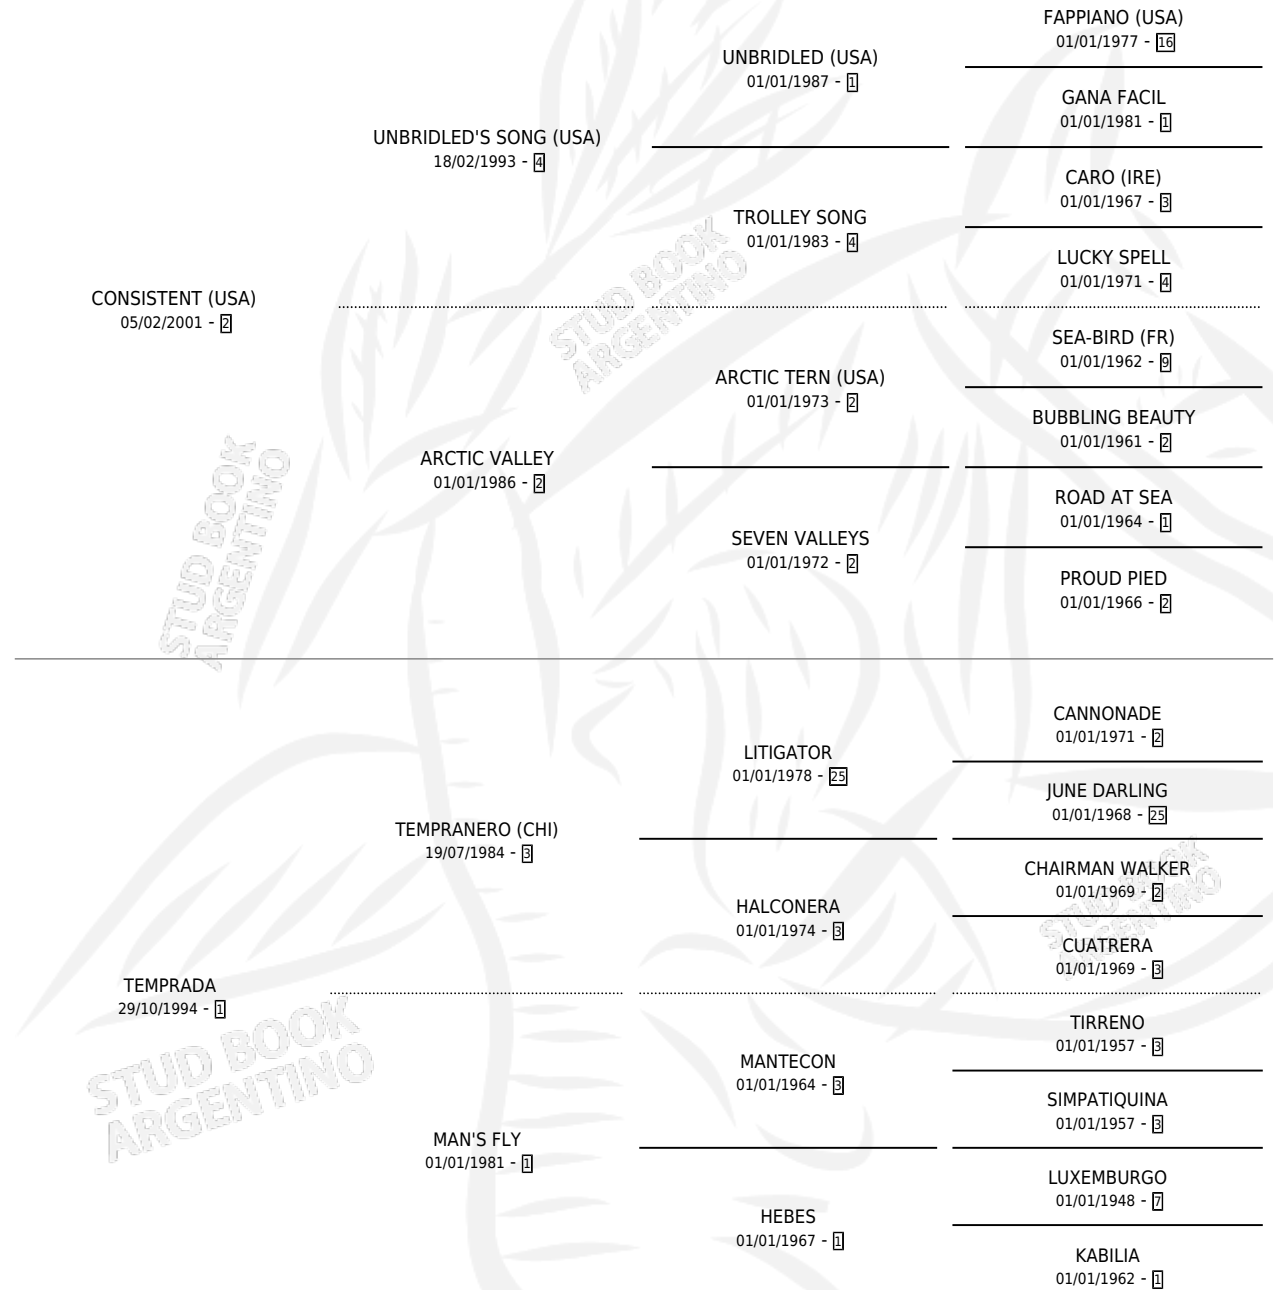 FAPPIANO (USA)
01/01/1977 - 16
UNBRIDLED (USA)
01/01/1987 - 1
GANA FACIL
01/01/1981 - 1
UNBRIDLED'S SONG (USA)
18/02/1993 - 4
CARO (IRE)
01/01/1967 - 3
TROLLEY SONG
01/01/1983 - 4
LUCKY SPELL
01/01/1971 - 4
CONSISTENT (USA)
05/02/2001 - 2
SEA-BIRD (FR)
01/01/1962 - 9
ARCTIC TERN (USA)
01/01/1973 - 2
BUBBLING BEAUTY
01/01/1961 - 2
ARCTIC VALLEY
01/01/1986 - 2
ROAD AT SEA
01/01/1964 - 1
SEVEN VALLEYS
01/01/1972 - 2
PROUD PIED
01/01/1966 - 2
CANNONADE
01/01/1971 - 2
LITIGATOR
01/01/1978 - 25
JUNE DARLING
01/01/1968 - 25
TEMPRANERO (CHI)
19/07/1984 - 3
CHAIRMAN WALKER
01/01/1969 - 2
HALCONERA
01/01/1974 - 3
CUATRERA
01/01/1969 - 3
TEMPRADA
29/10/1994 - 1
TIRRENO
01/01/1957 - 3
MANTECON
01/01/1964 - 3
SIMPATIQUINA
01/01/1957 - 3
MAN'S FLY
01/01/1981 - 1
LUXEMBURGO
01/01/1948 - 7
HEBES
01/01/1967 - 1
KABILIA
01/01/1962 - 1
STUD BOOK
ARGENTINO
STUD BOOK
ARGENTINO
STUD BOOK
ARGENTINO
STUD BOOK
ARGENTINO